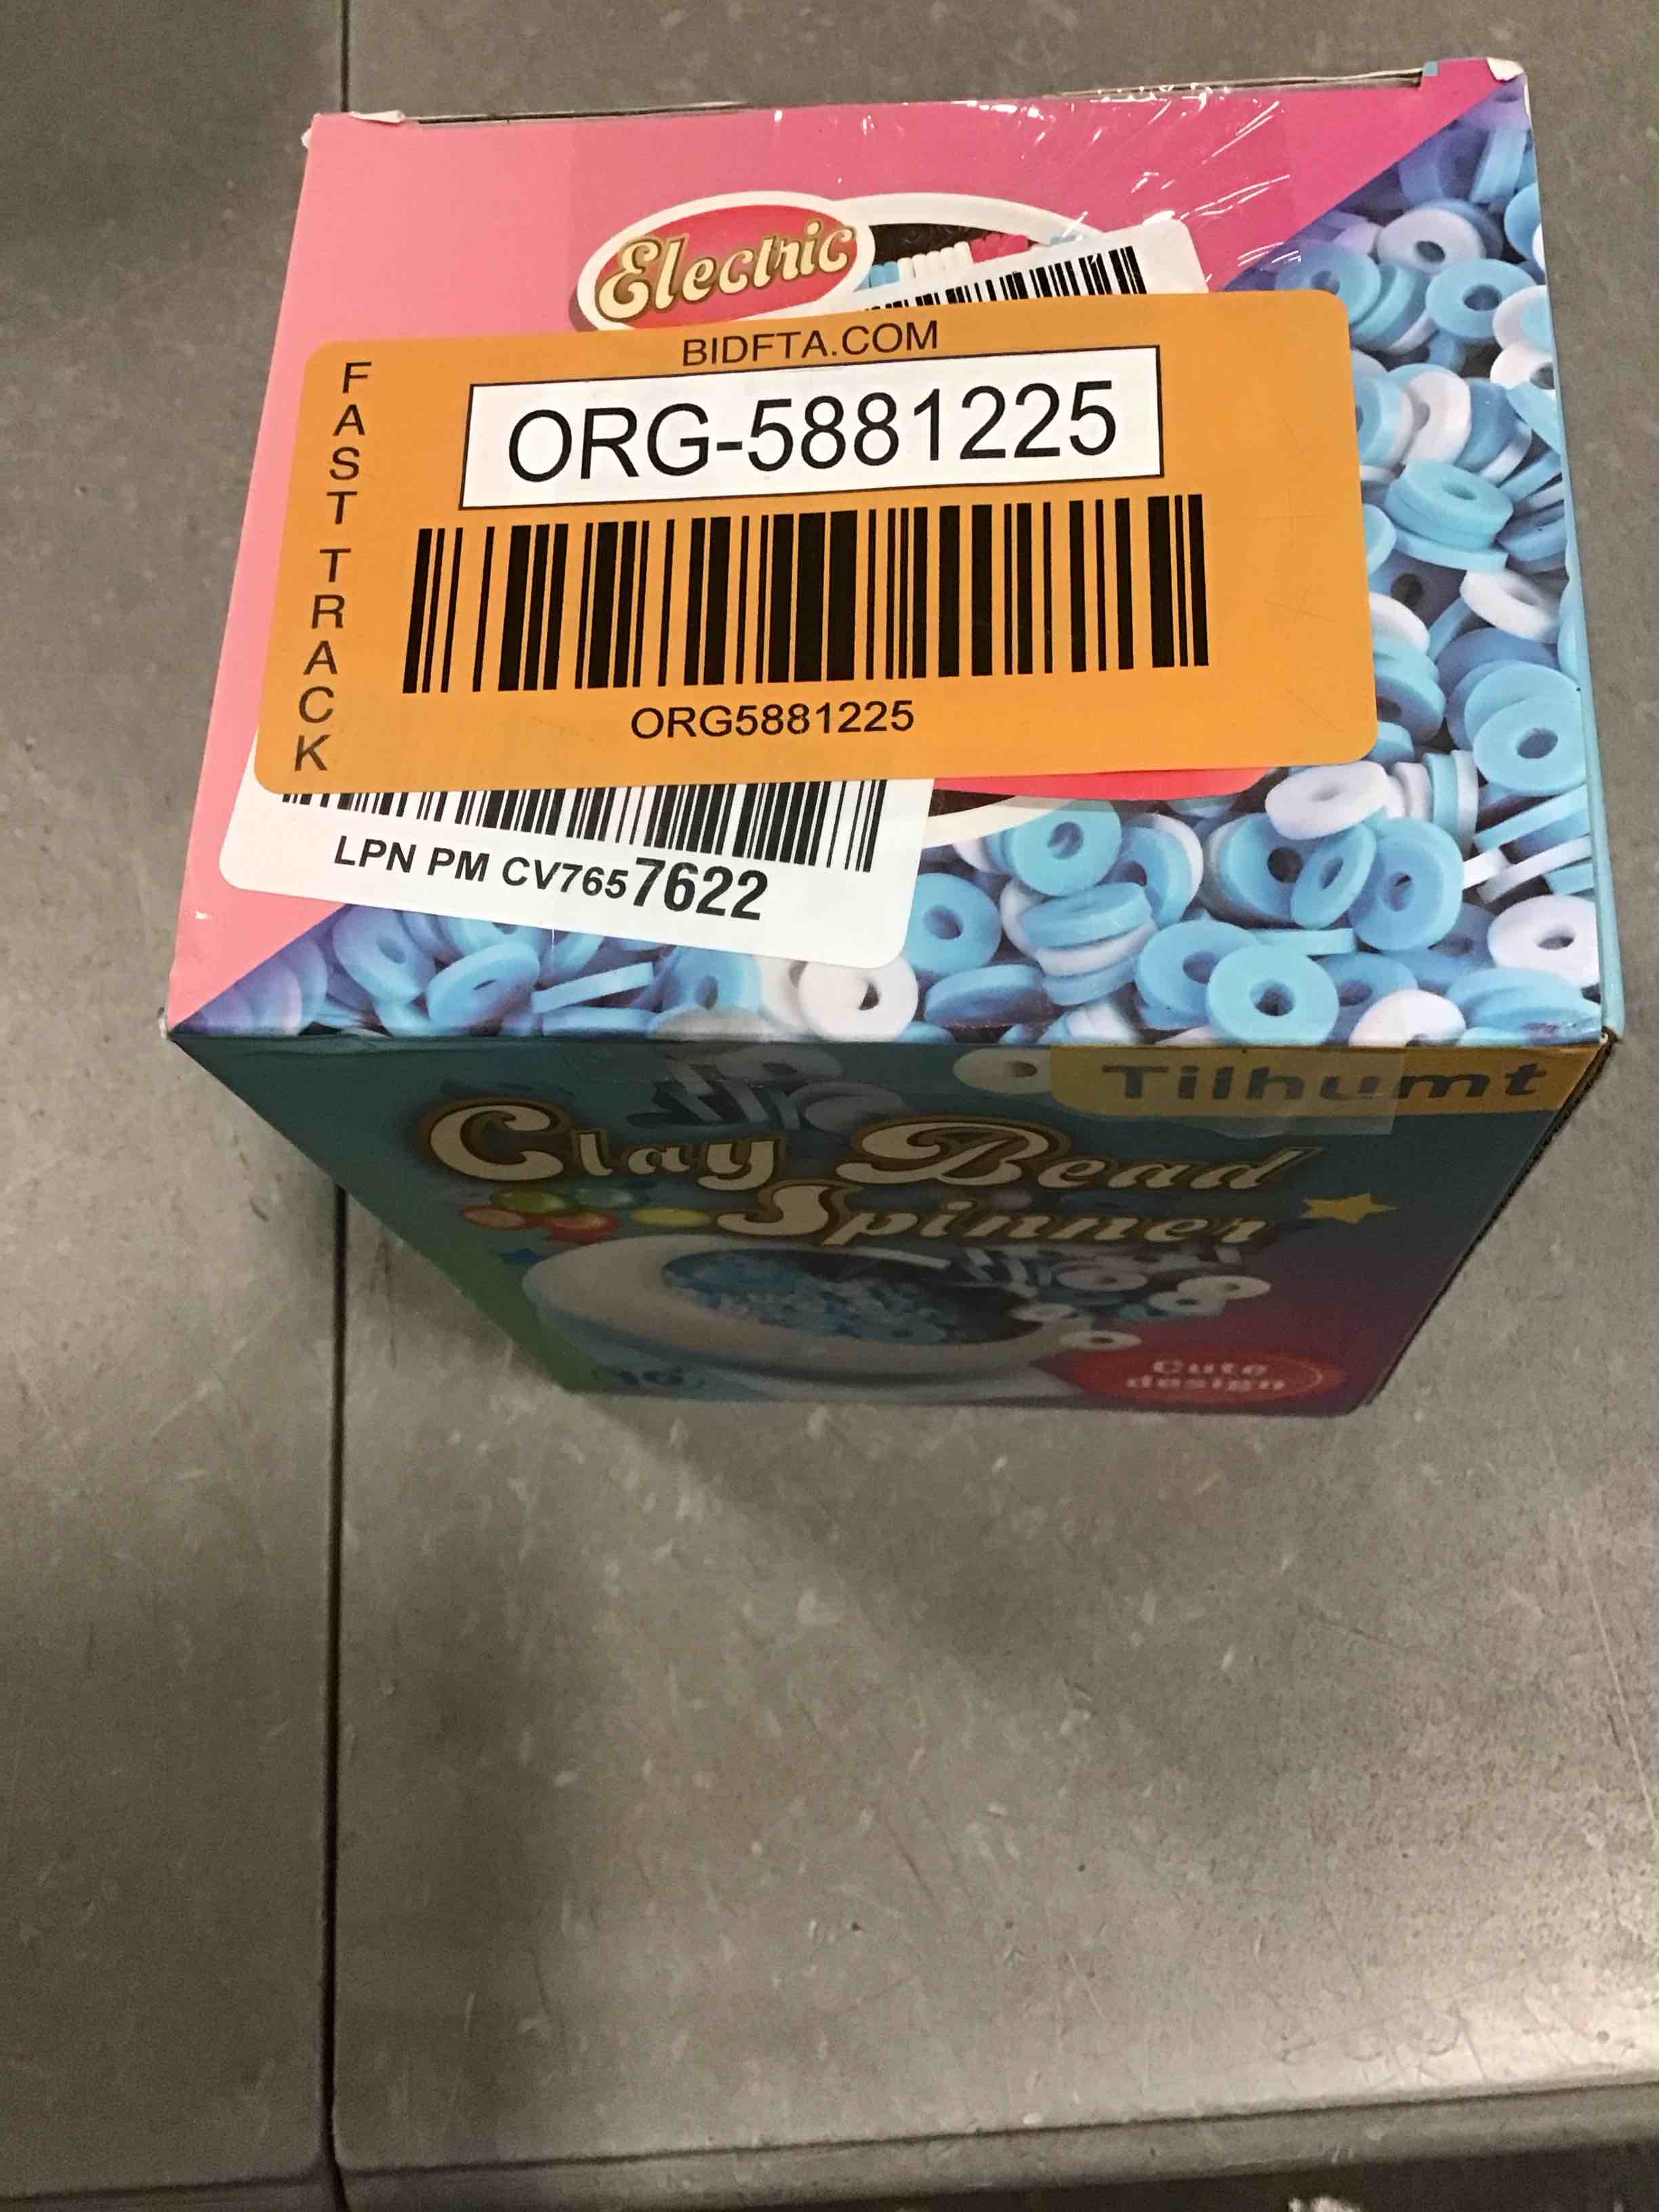 Electric
BIDFTA.COM
FAST TRACK
ORG-5881225
ORG5881225
LPN PM CV7657622
Tilhumt
Clay Bead
Spinner
Cute
design